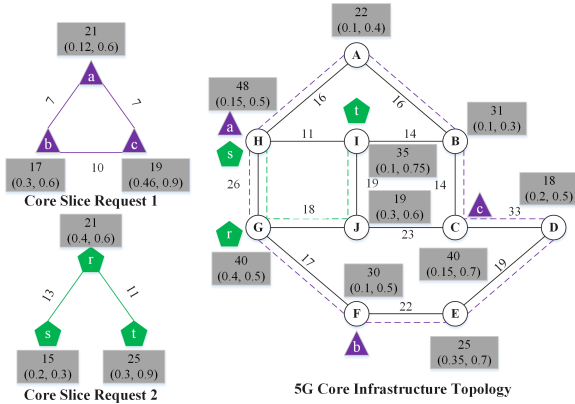 21
(0.12, 0.6)
a
7
7
b
10
c
17
(0.3, 0.6)
19
(0.46, 0.9)
Core Slice Request 1
21
(0.4, 0.6)
r
13
11
s
t
15
(0.2, 0.3)
25
(0.3, 0.9)
Core Slice Request 2
22
(0.1, 0.4)
A
48
(0.15, 0.5)
16
16
a
t
31
(0.1, 0.3)
H
11
I
14
B
s
35
(0.1, 0.75)
26
19
14
18
(0.2, 0.5)
c
18
19
(0.3, 0.6)
33
r
G
J
23
C
D
40
(0.4, 0.5)
40
(0.15, 0.7)
17
30
(0.1, 0.5)
19
F
22
E
b
25
(0.35, 0.7)
5G Core Infrastructure Topology